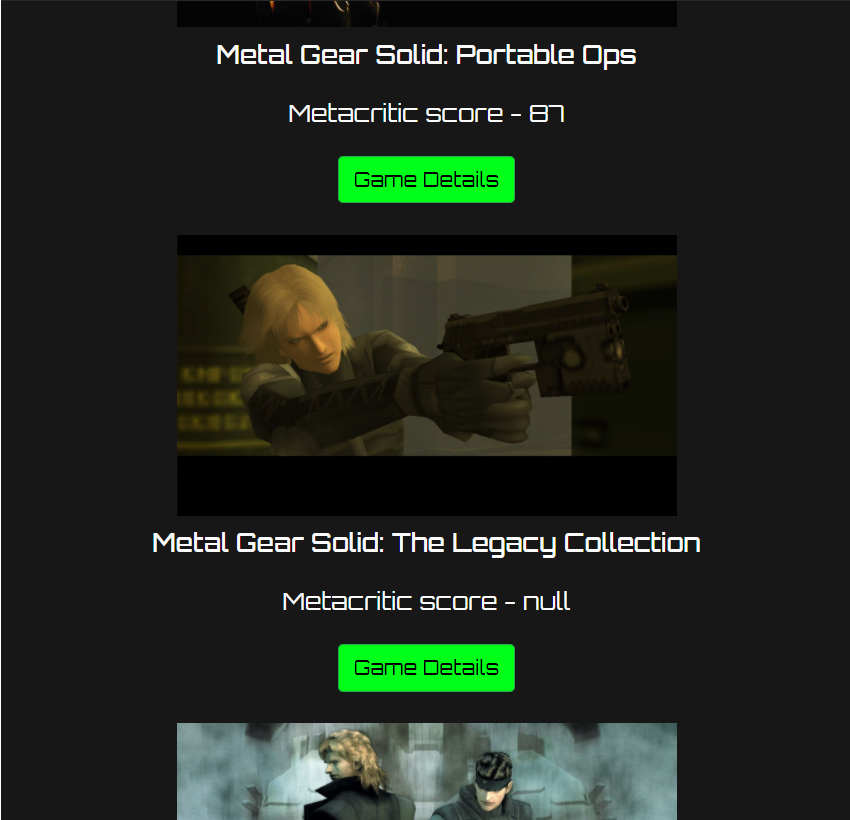 Metal Gear Solid: Portable Ops
Metacritic score - 87
Game Details
Metal Gear Solid: The Legacy Collection
Metacritic score - null
Game Details